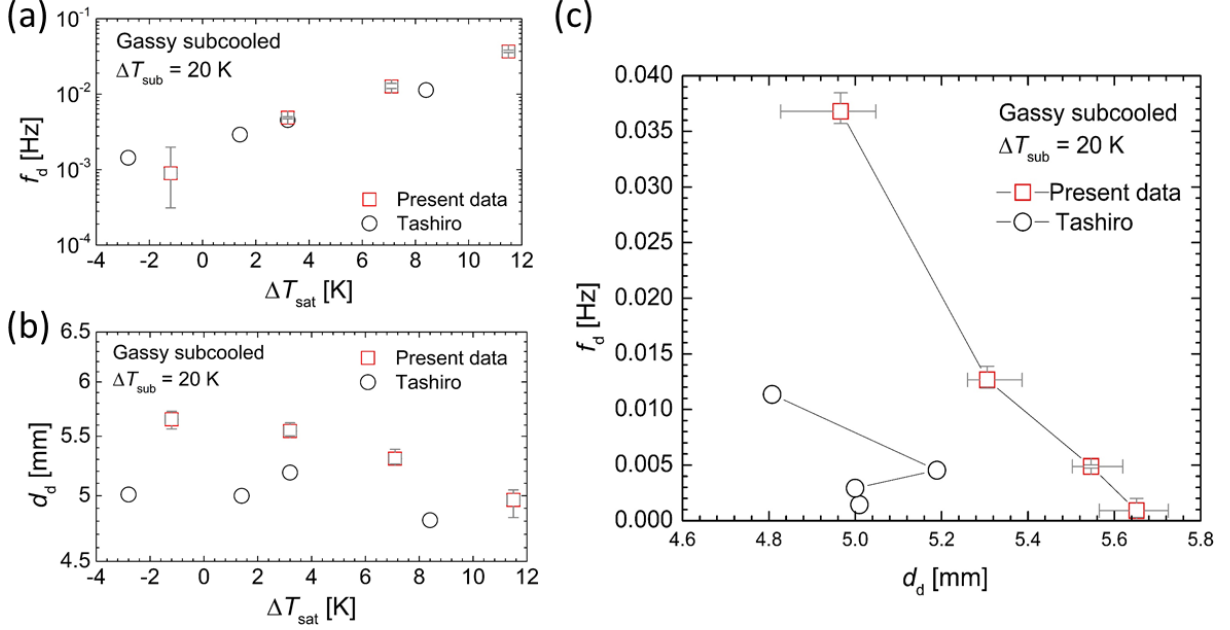 (a)
10⁻¹
10⁻²
10⁻³
10⁻⁴
f_d [Hz]
Gassy subcooled
ΔT_sub = 20 K
Present data
Tashiro
-4 -2 0 2 4 6 8 10 12
ΔT_sat [K]
(b)
6.5
6
5.5
5
4.5
d_d [mm]
Gassy subcooled
ΔT_sub = 20 K
Present data
Tashiro
-4 -2 0 2 4 6 8 10 12
ΔT_sat [K]
(c)
0.040
0.035
0.030
0.025
0.020
0.015
0.010
0.005
0.000
f_d [Hz]
Gassy subcooled
ΔT_sub = 20 K
Present data
Tashiro
4.6 4.8 5.0 5.2 5.4 5.6 5.8
d_d [mm]